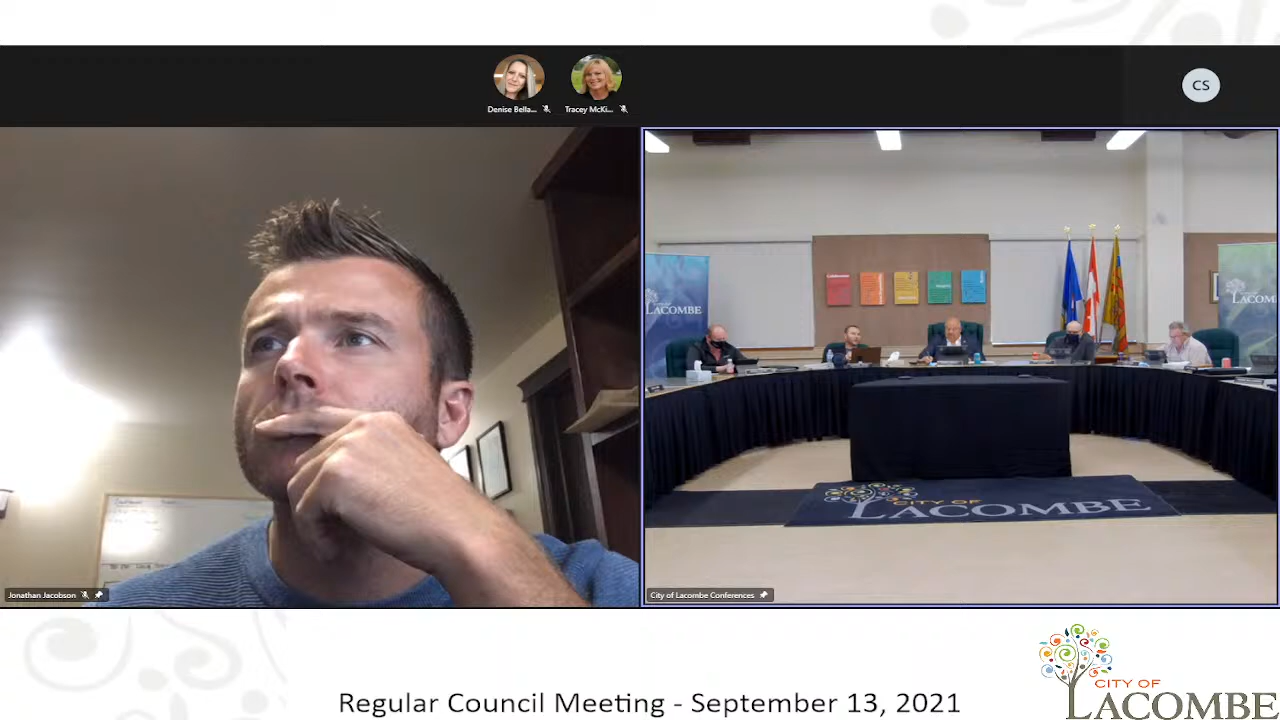 Denise Bella...
Tracey McKi...
CS
LACOMBE
LACOMBE
CITY OF
LACOMBE
Jonathan Jacobson
City of Lacombe Conferences
Regular Council Meeting - September 13, 2021
CITY OF
LACOMBE